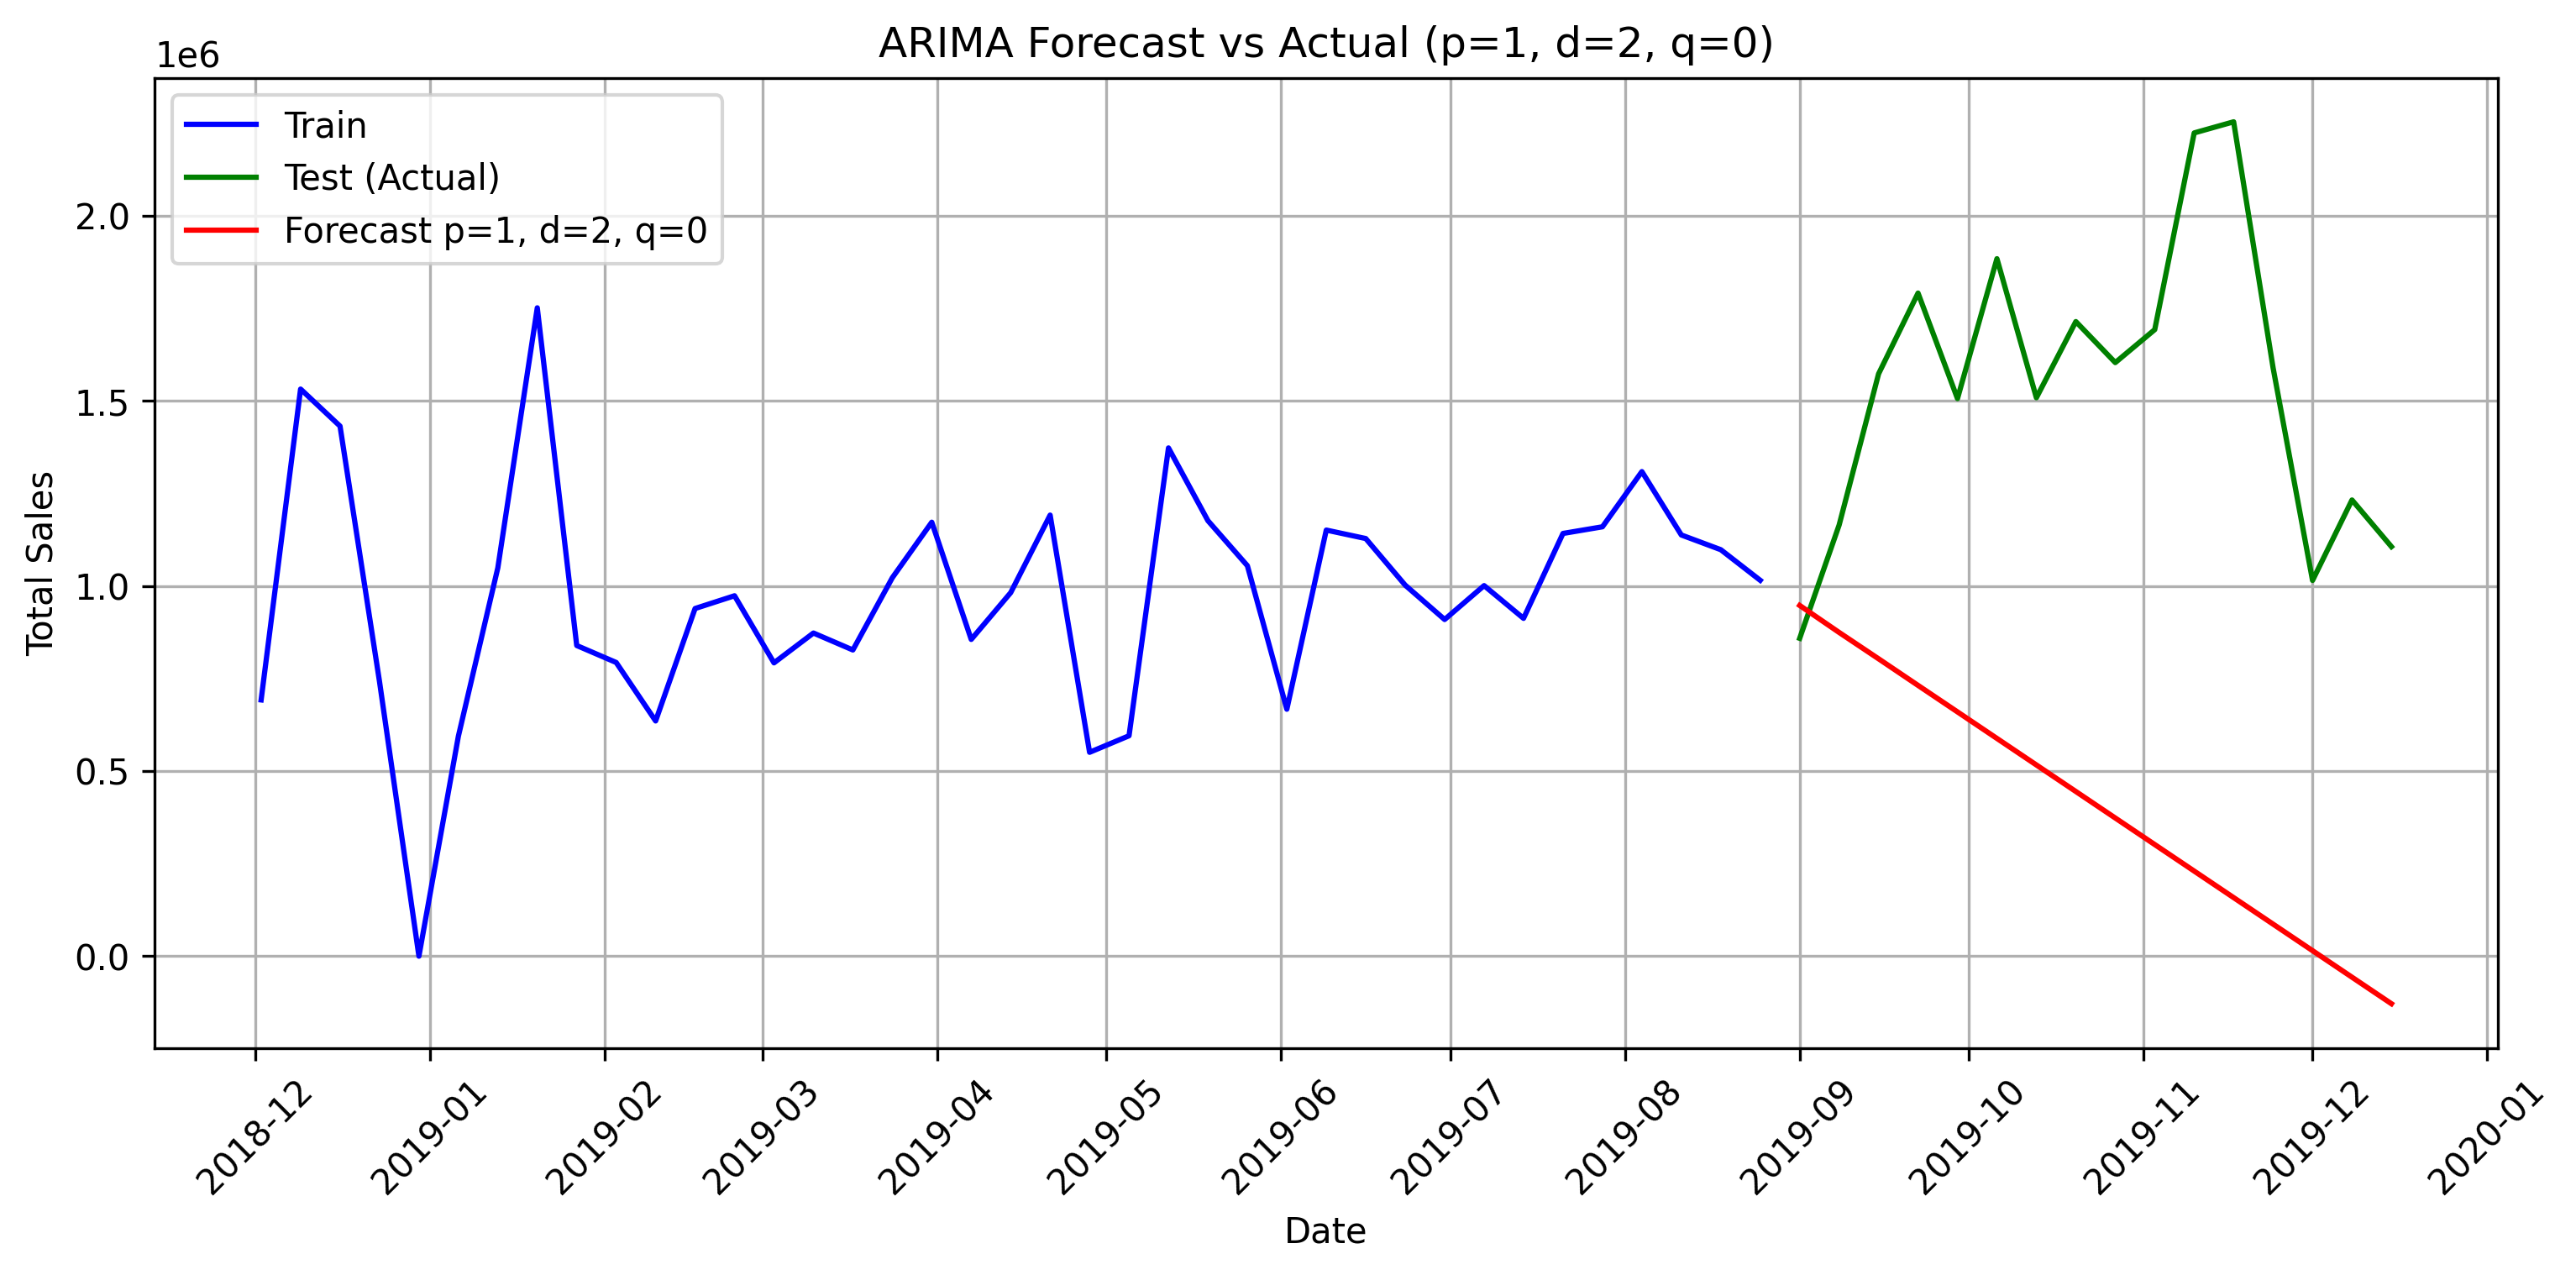 ARIMA Forecast vs Actual (p=1, d=2, q=0)
1e6
Train
Test (Actual)
Forecast p=1, d=2, q=0
2.0
1.5
1.0
0.5
0.0
Total Sales
2018-12
2019-01
2019-02
2019-03
2019-04
2019-05
2019-06
2019-07
2019-08
2019-09
2019-10
2019-11
2019-12
2020-01
Date